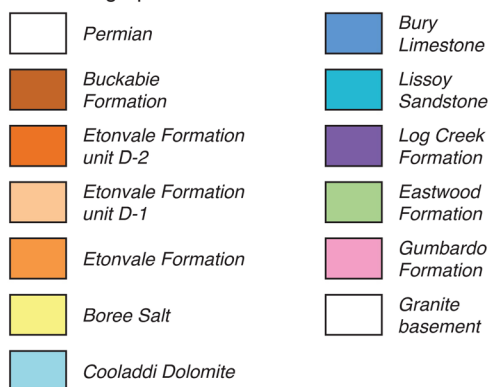 Permian
Buckabie
Formation
Etonvale Formation
unit D-2
Etonvale Formation
unit D-1
Etonvale Formation
Boree Salt
Cooladdi Dolomite
Bury
Limestone
Lissoy
Sandstone
Log Creek
Formation
Eastwood
Formation
Gumbardo
Formation
Granite
basement